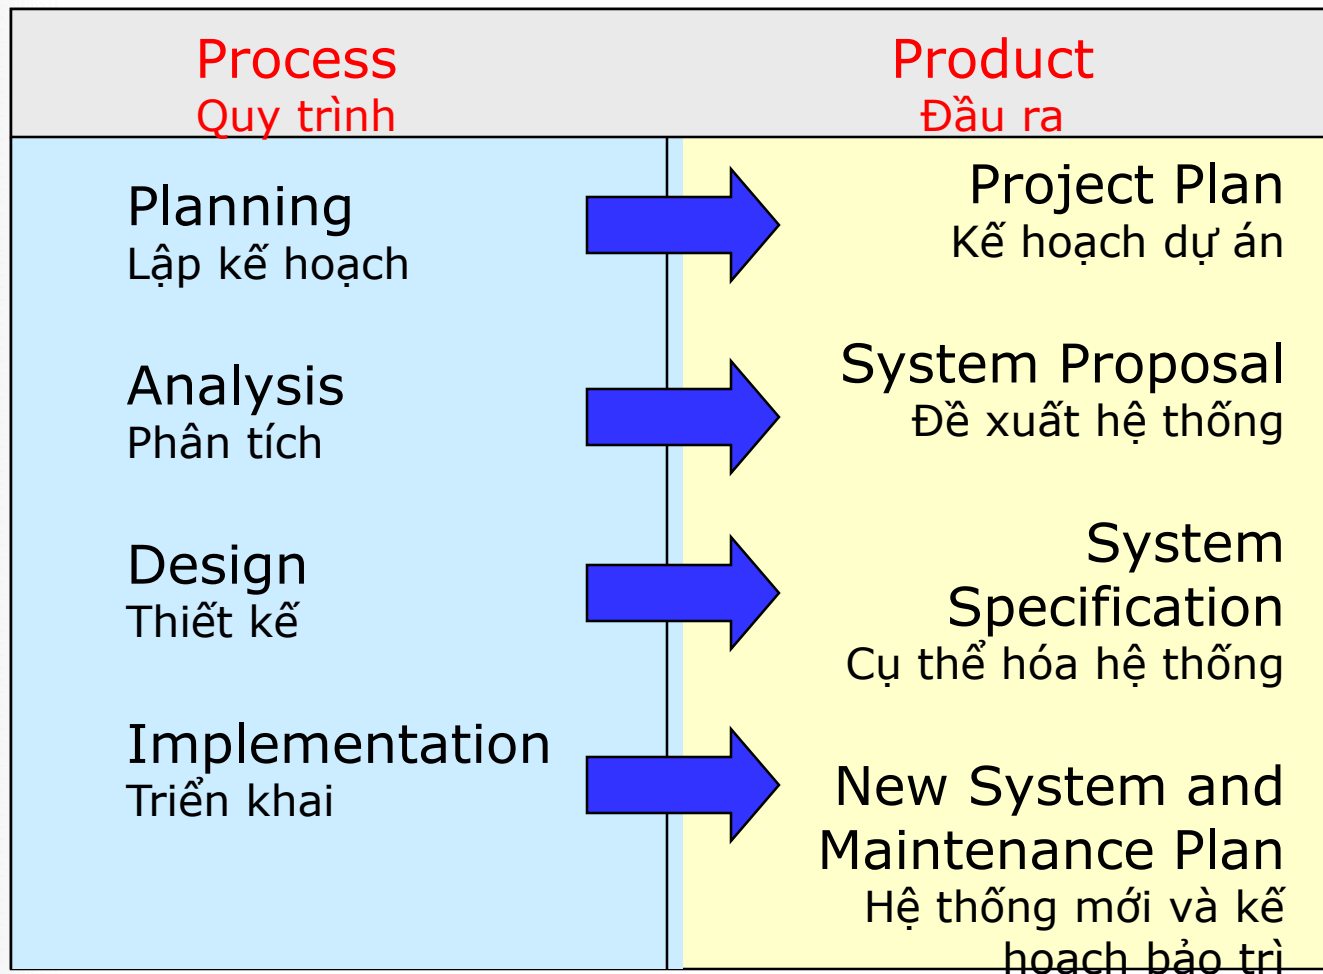 Process
Quy trình
Product
Đầu ra
Planning
Lập kế hoạch
Project Plan
Kế hoạch dự án
Analysis
Phân tích
System Proposal
Đề xuất hệ thống
Design
Thiết kế
System
Specification
Cụ thể hóa hệ thống
Implementation
Triển khai
New System and
Maintenance Plan
Hệ thống mới và kế
hoạch bảo trì